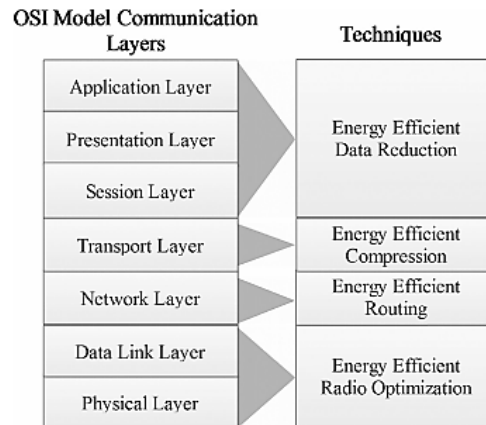 OSI Model Communication
Layers
Techniques
Application Layer
Presentation Layer
Session Layer
Transport Layer
Network Layer
Data Link Layer
Physical Layer
Energy Efficient
Data Reduction
Energy Efficient
Compression
Energy Efficient
Routing
Energy Efficient
Radio Optimization